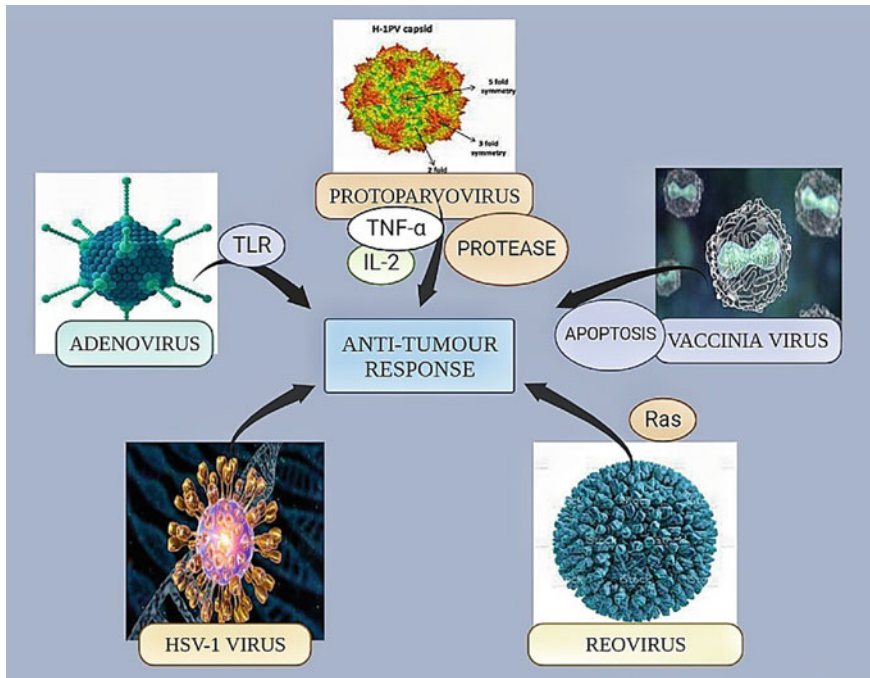 H-1PV capsid
5 fold
symmetry
3 fold
symmetry
2 fold
PROTOPARVOVIRUS
TNF-α
IL-2
PROTEASE
TLR
ADENOVIRUS
ANTI-TUMOUR
RESPONSE
APOPTOSIS
VACCINIA VIRUS
Ras
HSV-1 VIRUS
REOVIRUS